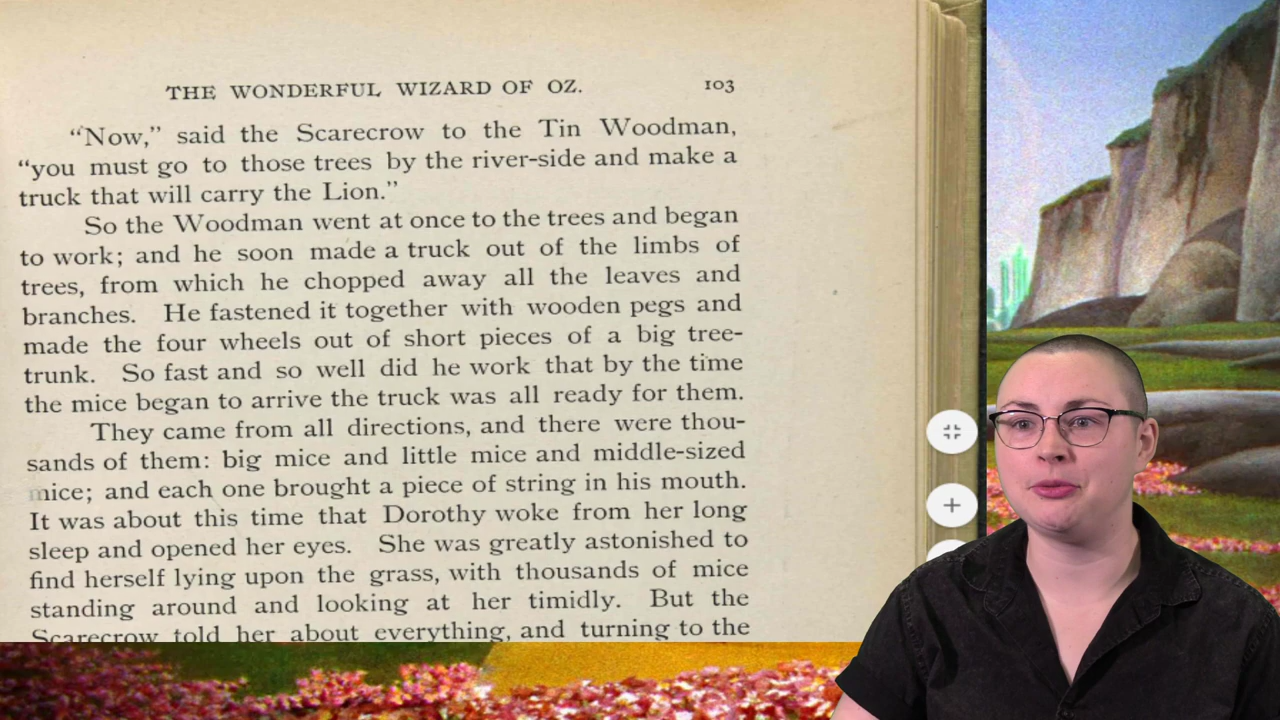 THE WONDERFUL WIZARD OF OZ. 103
“Now,” said the Scarecrow to the Tin Woodman,
“you must go to those trees by the river-side and make a
truck that will carry the Lion.”
So the Woodman went at once to the trees and began
to work; and he soon made a truck out of the limbs of
trees, from which he chopped away all the leaves and
branches. He fastened it together with wooden pegs and
made the four wheels out of short pieces of a big tree-
trunk. So fast and so well did he work that by the time
the mice began to arrive the truck was all ready for them.
They came from all directions, and there were thou-
sands of them: big mice and little mice and middle-sized
mice; and each one brought a piece of string in his mouth.
It was about this time that Dorothy woke from her long
sleep and opened her eyes. She was greatly astonished to
find herself lying upon the grass, with thousands of mice
standing around and looking at her timidly. But the
Scarecrow told her about everything, and turning to the